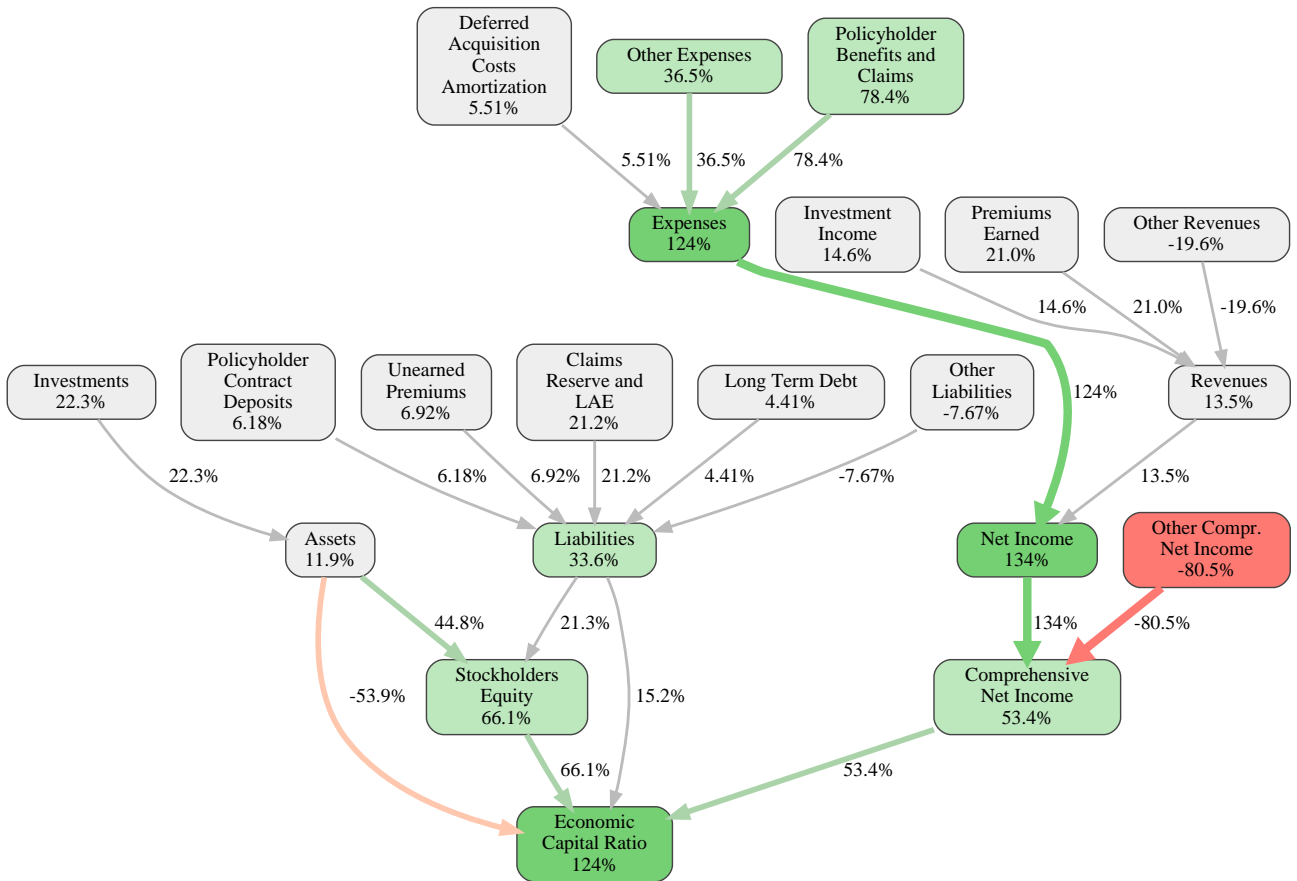 Deferred
Acquisition
Costs
Amortization
5.51%
Other Expenses
36.5%
Policyholder
Benefits and
Claims
78.4%
5.51%
36.5%
78.4%
Expenses
124%
Investment
Income
14.6%
Premiums
Earned
21.0%
Other Revenues
-19.6%
14.6%
21.0%
-19.6%
Investments
22.3%
Policyholder
Contract
Deposits
6.18%
Unearned
Premiums
6.92%
Claims
Reserve and
LAE
21.2%
Long Term Debt
4.41%
Other
Liabilities
-7.67%
124%
Revenues
13.5%
22.3%
6.18%
6.92%
21.2%
4.41%
-7.67%
13.5%
Assets
11.9%
Liabilities
33.6%
Net Income
134%
Other Compr.
Net Income
-80.5%
44.8%
21.3%
134%
-80.5%
-53.9%
Stockholders
Equity
66.1%
15.2%
Comprehensive
Net Income
53.4%
66.1%
53.4%
Economic
Capital Ratio
124%